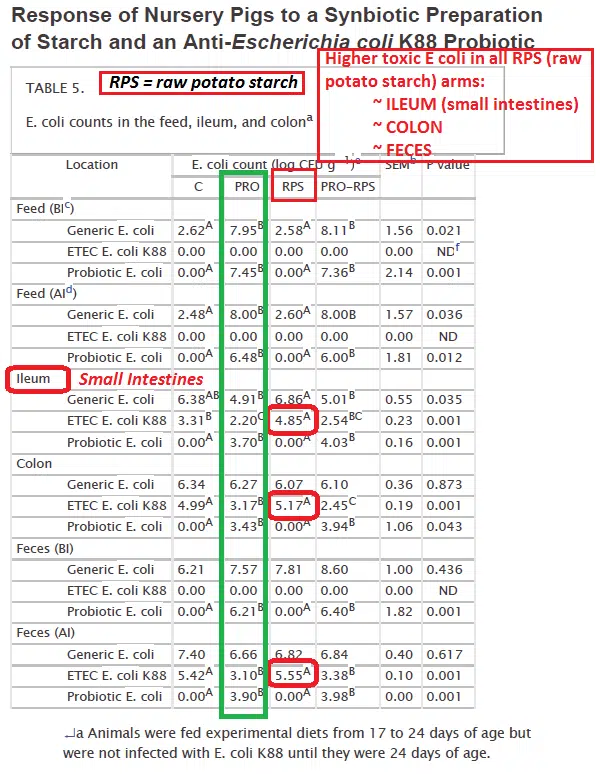 Response of Nursery Pigs to a Synbiotic Preparation
of Starch and an Anti-Escherichia coli K88 Probiotic
TABLE 5.
RPS = raw potato starch
Higher toxic E coli in all RPS (raw
potato starch) arms:
~ ILEUM (small intestines)
~ COLON
~ FECES
E. coli counts in the feed, ileum, and colon^a
Location E. coli count (log CFU g^-1)^e SEM^b P value
C PRO RPS PRO–RPS
Feed (BI^c)
Generic E. coli 2.62^A 7.95^B 2.58^A 8.11^B 1.56 0.021
ETEC E. coli K88 0.00 0.00 0.00 0.00 0.00 ND^f
Probiotic E. coli 0.00^A 7.45^B 0.00^A 7.36^B 2.14 0.001
Feed (AI^d)
Generic E. coli 2.48^A 8.00^B 2.60^A 8.00B 1.57 0.036
ETEC E. coli K88 0.00 0.00 0.00 0.00 0.00 ND
Probiotic E. coli 0.00^A 6.48^B 0.00^A 6.00^B 1.81 0.012
Ileum Small Intestines
Generic E. coli 6.38^AB 4.91^B 6.86^A 5.01^B 0.55 0.035
ETEC E. coli K88 3.31^B 2.20^C 4.85^A 2.54^BC 0.23 0.001
Probiotic E. coli 0.00^A 3.70^B 0.00^A 4.03^B 0.16 0.001
Colon
Generic E. coli 6.34 6.27 6.07 6.10 0.36 0.873
ETEC E. coli K88 4.99^A 3.17^B 5.17^A 2.45^C 0.19 0.001
Probiotic E. coli 0.00^A 3.43^B 0.00^A 3.94^B 1.06 0.043
Feces (BI)
Generic E. coli 6.21 7.57 7.81 8.60 1.00 0.436
ETEC E. coli K88 0.00 0.00 0.00 0.00 0.00 ND
Probiotic E. coli 0.00^A 6.21^B 0.00^A 6.40^B 1.82 0.001
Feces (AI)
Generic E. coli 7.40 6.66 6.82 6.84 0.40 0.617
ETEC E. coli K88 5.42^A 3.10^B 5.55^A 3.38^B 0.10 0.001
Probiotic E. coli 0.00^A 3.90^B 0.00^A 3.98^B 0.00 0.001
↵a Animals were fed experimental diets from 17 to 24 days of age but
were not infected with E. coli K88 until they were 24 days of age.